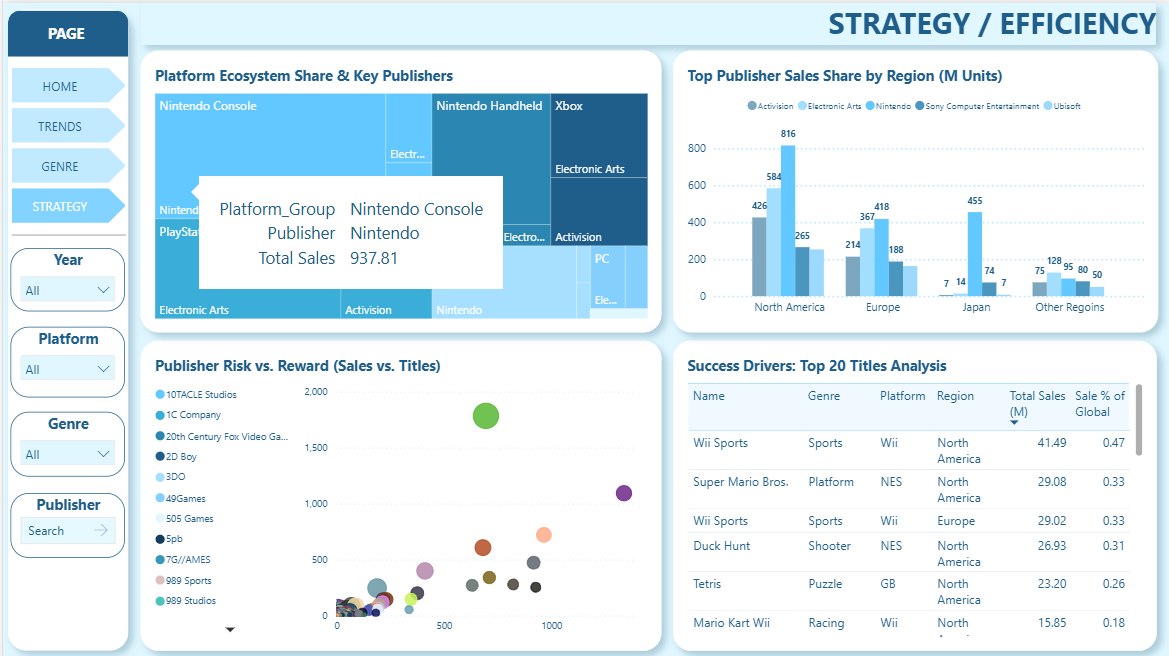 PAGE
HOME
TRENDS
GENRE
STRATEGY
Year
All
Platform
All
Genre
All
Publisher
Search
STRATEGY / EFFICIENCY
Platform Ecosystem Share & Key Publishers
Nintendo Console
Electr...
Nintendo Handheld
Xbox
Electronic Arts
Electro...
Activision
PC
Ele...
Electronic Arts
Activision
Nintendo
Platform_Group Nintendo Console
Publisher Nintendo
Total Sales 937.81
Top Publisher Sales Share by Region (M Units)
Activision Electronic Arts Nintendo Sony Computer Entertainment Ubisoft
800
600
400
200
0
426 584 816 265
214 367 418 188
7 14 455 74 7
75 128 95 80 50
North America Europe Japan Other Regoins
Publisher Risk vs. Reward (Sales vs. Titles)
10TACLE Studios
1C Company
20th Century Fox Video Ga...
2D Boy
3DO
49Games
505 Games
5pb
7G//AMES
989 Sports
989 Studios
2,000
1,500
1,000
500
0
0 500 1000
Success Drivers: Top 20 Titles Analysis
Name Genre Platform Region Total Sales (M) Sale % of Global
Wii Sports Sports Wii North America 41.49 0.47
Super Mario Bros. Platform NES North America 29.08 0.33
Wii Sports Sports Wii Europe 29.02 0.33
Duck Hunt Shooter NES North America 26.93 0.31
Tetris Puzzle GB North America 23.20 0.26
Mario Kart Wii Racing Wii North 15.85 0.18